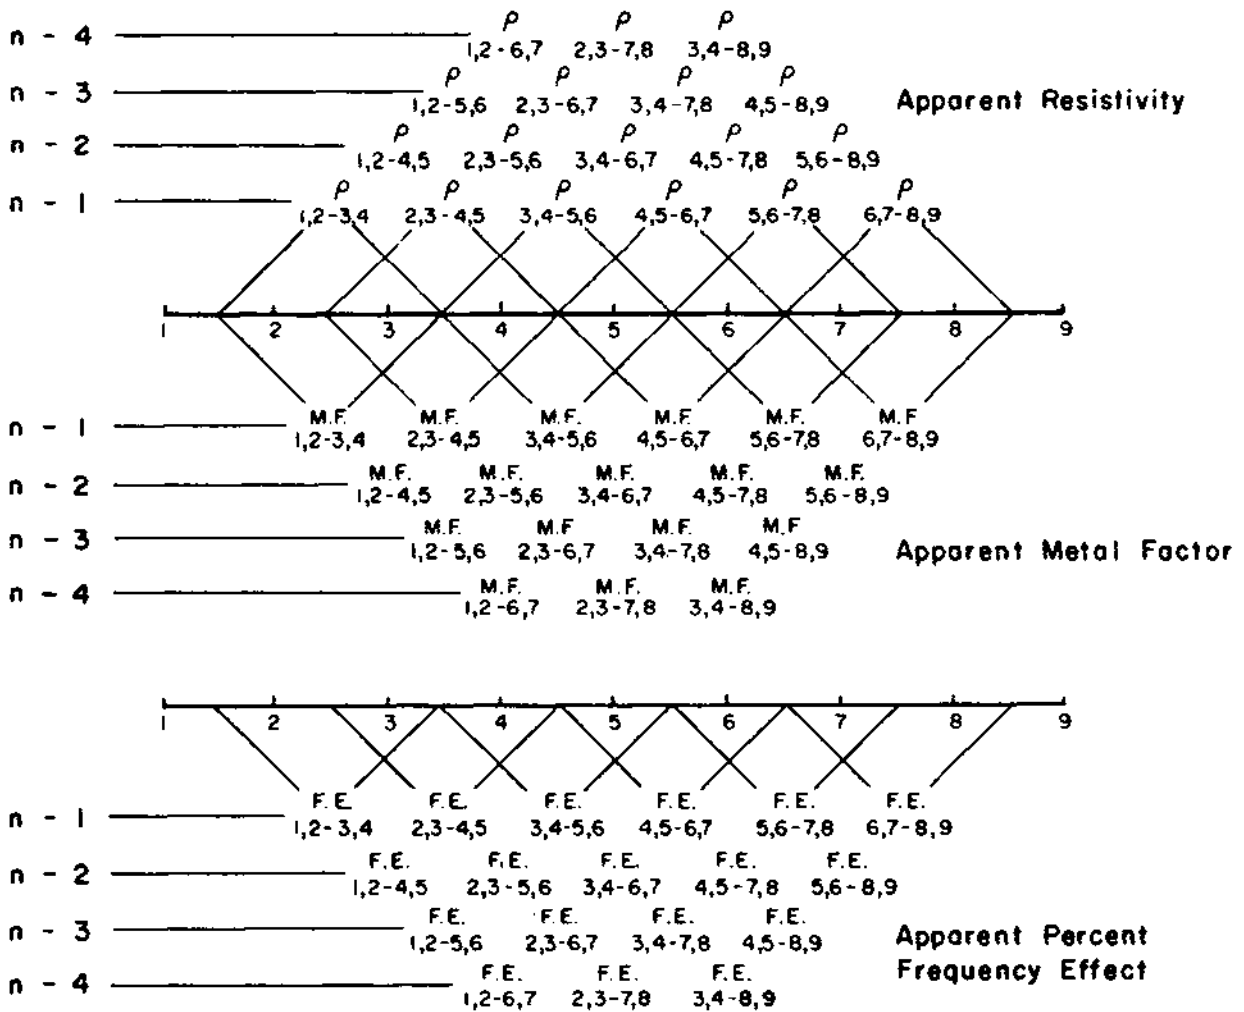 ρ ρ ρ
n - 4
1,2-6,7 2,3-7,8 3,4-8,9
ρ ρ ρ ρ
n - 3
1,2-5,6 2,3-6,7 3,4-7,8 4,5-8,9
Apparent Resistivity
ρ ρ ρ ρ ρ
n - 2
1,2-4,5 2,3-5,6 3,4-6,7 4,5-7,8 5,6-8,9
ρ ρ ρ ρ ρ ρ
n - 1
1,2-3,4 2,3-4,5 3,4-5,6 4,5-6,7 5,6-7,8 6,7-8,9
1 2 3 4 5 6 7 8 9
M.F. M.F. M.F. M.F. M.F. M.F
n - 1
1,2-3,4 2,3-4,5 3,4-5,6 4,5-6,7 5,6-7,8 6,7-8,9
M.F. M.F. M.F. M.F. M.F.
n - 2
1,2-4,5 2,3-5,6 3,4-6,7 4,5-7,8 5,6-8,9
M.F. M.F M.F. M.F
n - 3
1,2-5,6 2,3-6,7 3,4-7,8 4,5-8,9
Apparent Metal Factor
M.F. M.F. M.F.
n - 4
1,2-6,7 2,3-7,8 3,4-8,9
1 2 3 4 5 6 7 8 9
F.E. F.E. F.E. F.E. F.E. F.E.
n - 1
1,2-3,4 2,3-4,5 3,4-5,6 4,5-6,7 5,6-7,8 6,7-8,9
F.E. F.E. F.E. F.E. F.E.
n - 2
1,2-4,5 2,3-5,6 3,4-6,7 4,5-7,8 5,6-8,9
F.E. F.E. F.E. F.E.
n - 3
1,2-5,6 2,3-6,7 3,4-7,8 4,5-8,9
Apparent Percent
Frequency Effect
F.E. F.E. F.E.
n - 4
1,2-6,7 2,3-7,8 3,4-8,9